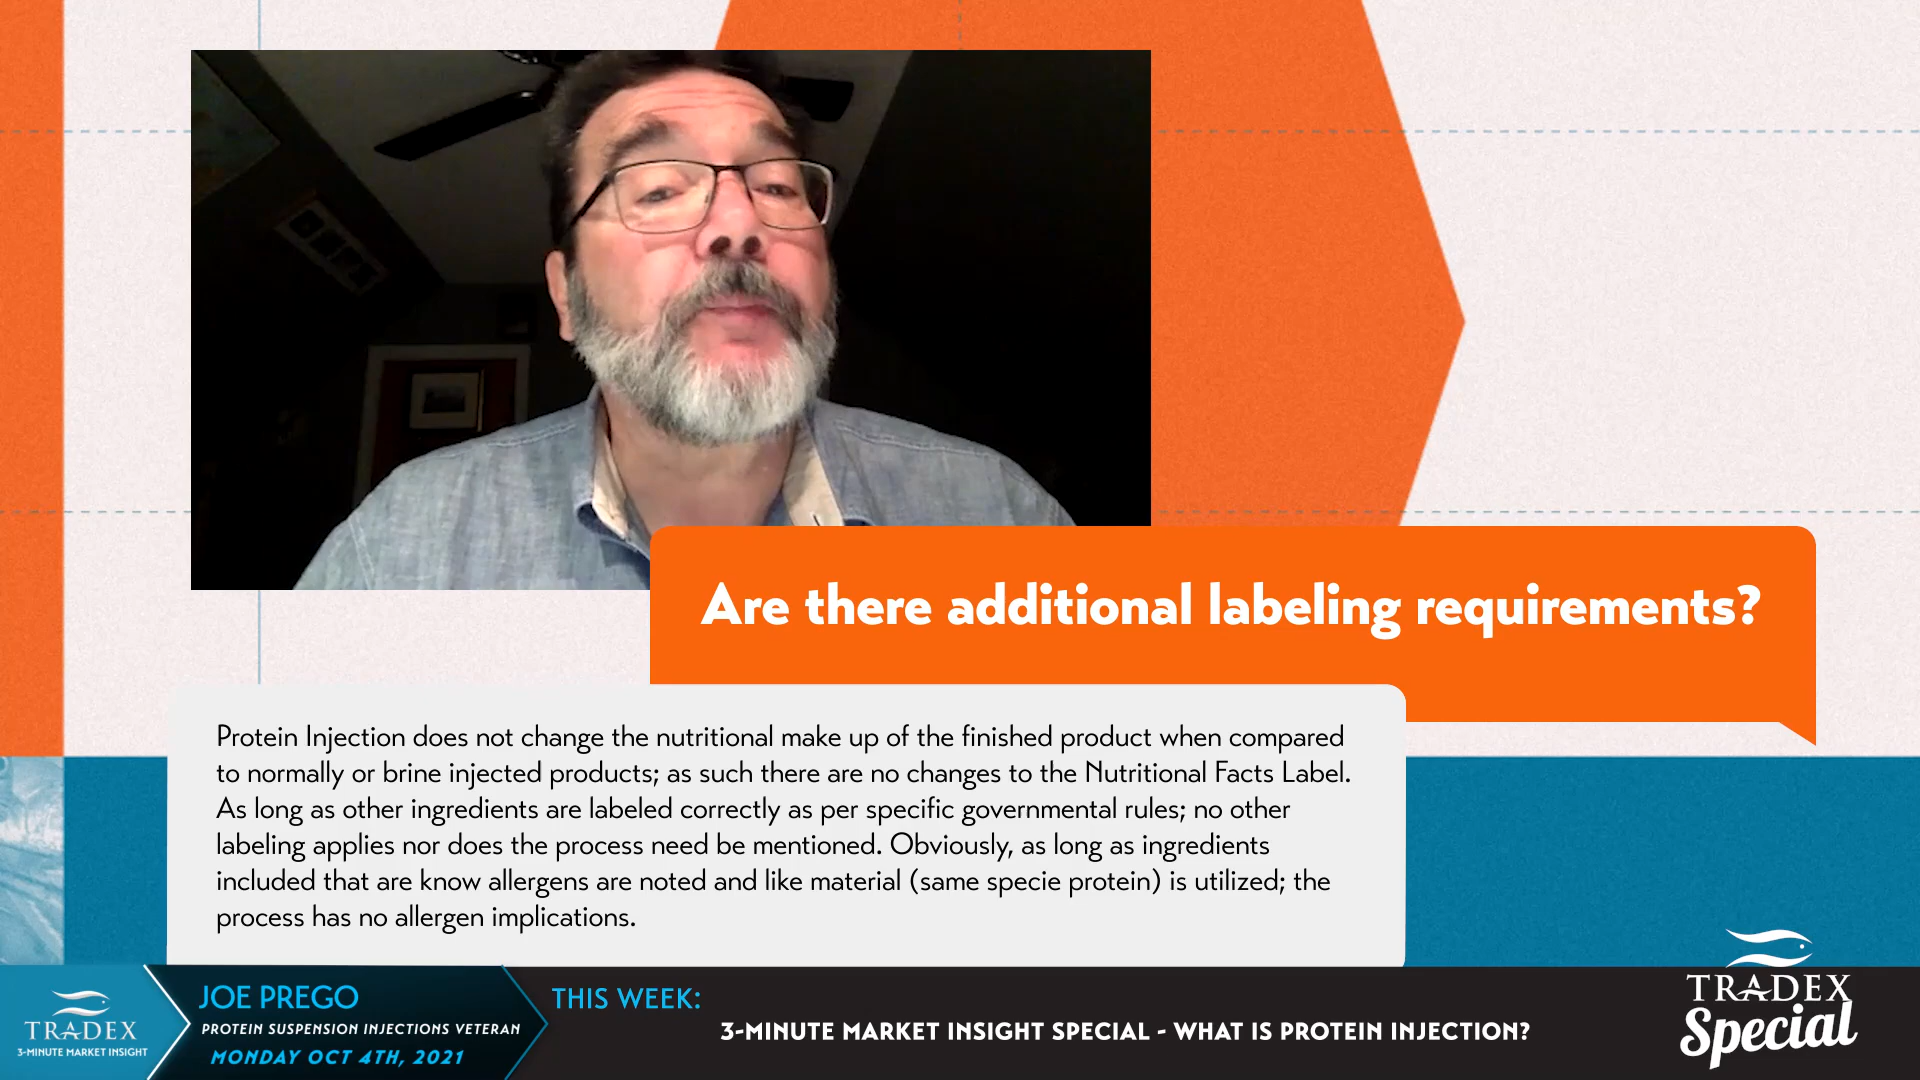 Are there additional labeling requirements?
Protein Injection does not change the nutritional make up of the finished product when compared
to normally or brine injected products; as such there are no changes to the Nutritional Facts Label.
As long as other ingredients are labeled correctly as per specific governmental rules; no other
labeling applies nor does the process need be mentioned. Obviously, as long as ingredients
included that are know allergens are noted and like material (same specie protein) is utilized; the
process has no allergen implications.
TRADEX
3-MINUTE MARKET INSIGHT
JOE PREGO
PROTEIN SUSPENSION INJECTIONS VETERAN
MONDAY OCT 4TH, 2021
THIS WEEK:
3-MINUTE MARKET INSIGHT SPECIAL - WHAT IS PROTEIN INJECTION?
TRADEX
Special